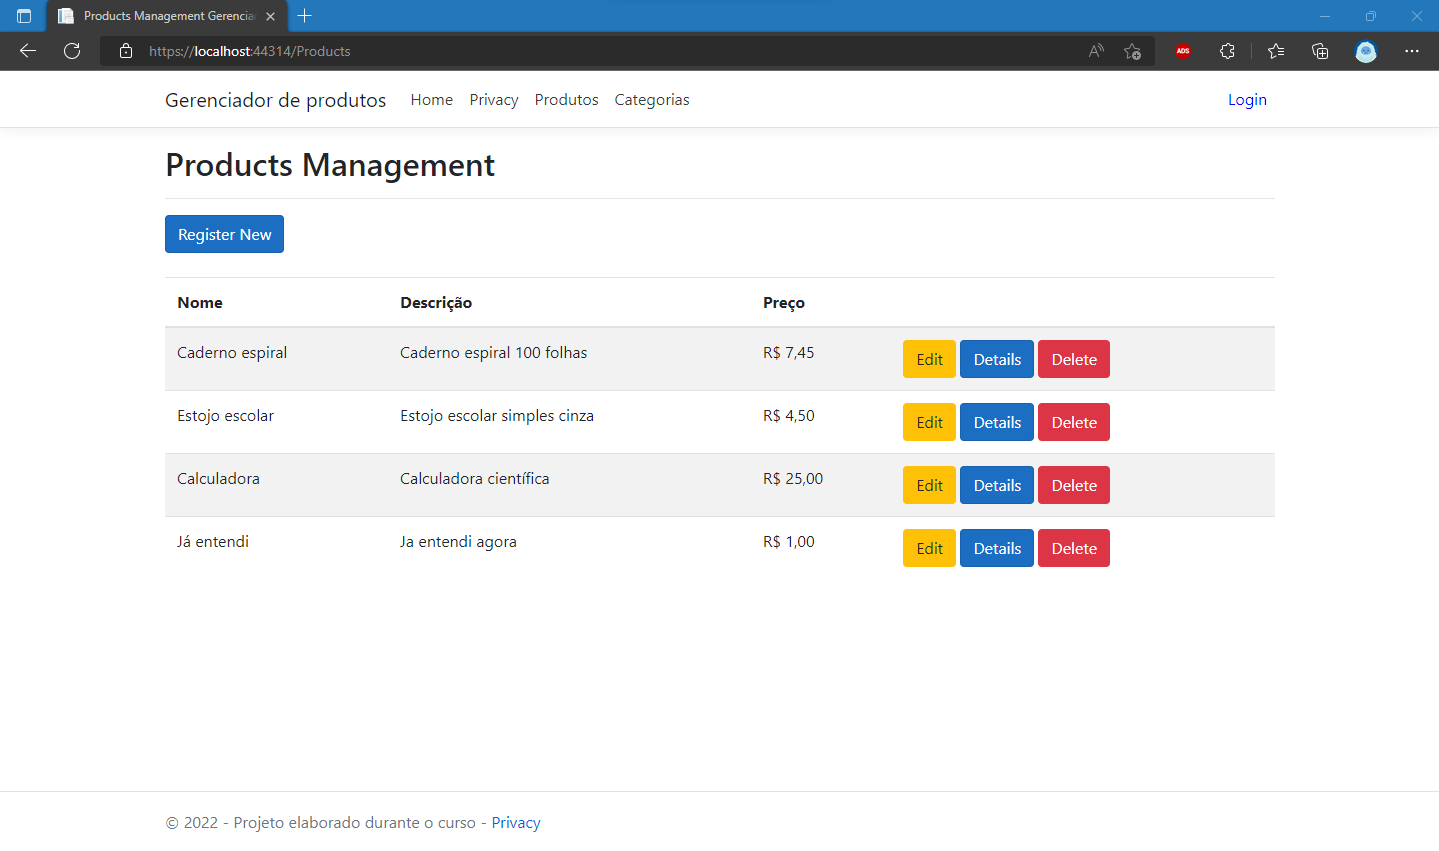 Products Management Gerencia
https://localhost:44314/Products
ADS
Gerenciador de produtos Home Privacy Produtos Categorias Login
Products Management
Register New
Nome Descrição Preço
Caderno espiral Caderno espiral 100 folhas R$ 7,45 Edit Details Delete
Estojo escolar Estojo escolar simples cinza R$ 4,50 Edit Details Delete
Calculadora Calculadora científica R$ 25,00 Edit Details Delete
Já entendi Ja entendi agora R$ 1,00 Edit Details Delete
© 2022 - Projeto elaborado durante o curso - Privacy